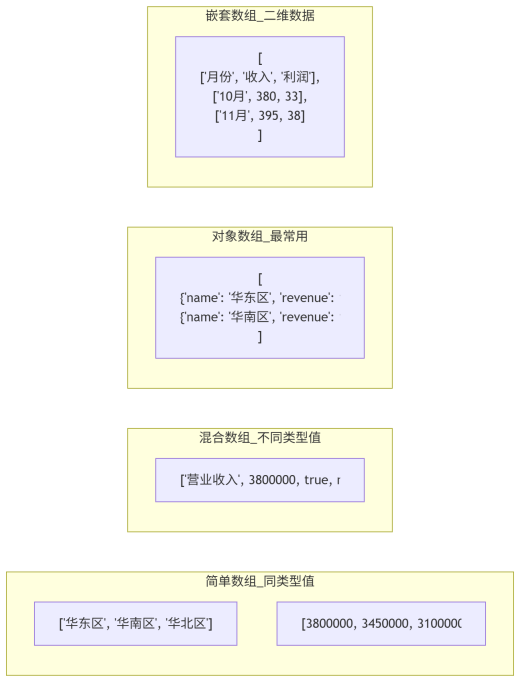 嵌套数组_二维数据
[
['月份', '收入', '利润'],
['10月', 380, 33],
['11月', 395, 38]
]
对象数组_最常用
[
{'name': '华东区', 'revenue':
{'name': '华南区', 'revenue':
]
混合数组_不同类型值
['营业收入', 3800000, true,
简单数组_同类型值
['华东区', '华南区', '华北区']
[3800000, 3450000, 3100000